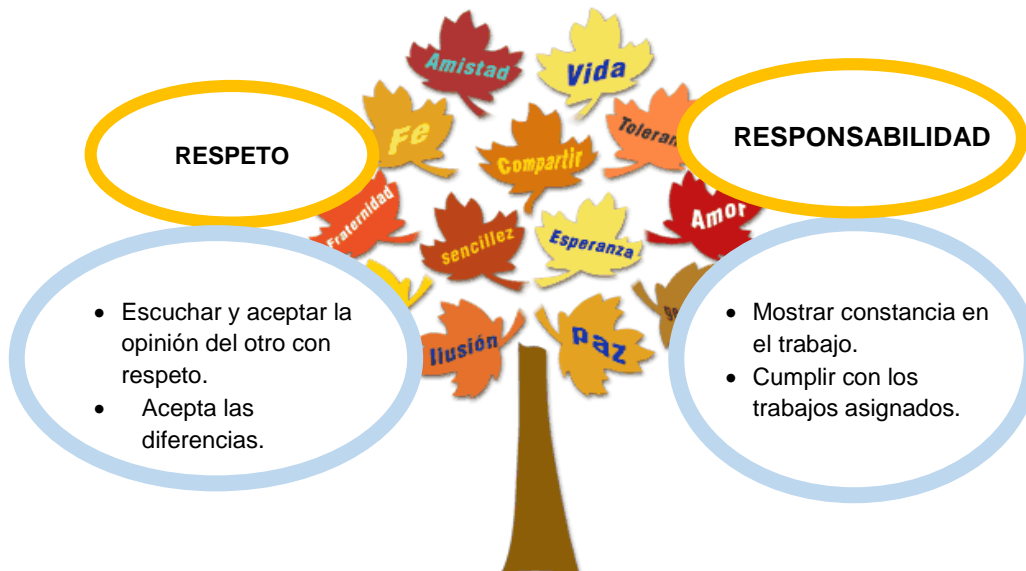 Amistad
Vida
Fe
Compartir
RESPETO
RESPONSABILIDAD
Fraternidad
sencillez
Esperanza
Amor
Ilusión
paz
• Escuchar y aceptar la
opinión del otro con
respeto.
• Acepta las
diferencias.
• Mostrar constancia en
el trabajo.
• Cumplir con los
trabajos asignados.